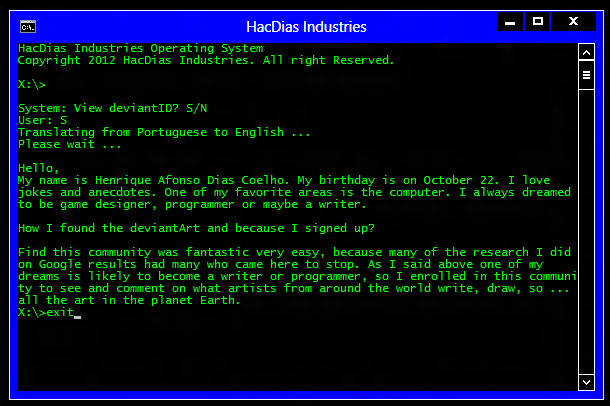 HacDias Industries
C:\.
HacDias Industries Operating System
Copyright 2012 HacDias Industries. All right Reserved.
X:\>
System: View deviantID? S/N
User: S
Translating from Portuguese to English ...
Please wait ...
Hello,
My name is Henrique Afonso Dias Coelho. My birthday is on October 22. I love
jokes and anecdotes. One of my favorite areas is the computer. I always dreamed
to be game designer, programmer or maybe a writer.
How I found the deviantArt and because I signed up?
Find this community was fantastic very easy, because many of the research I did
on Google results had many who came here to stop. As I said above one of my
dreams is likely to become a writer or programmer, so I enrolled in this communi
ty to see and comment on what artists from around the world write, draw, so ...
all the art in the planet Earth.
X:\>exit_